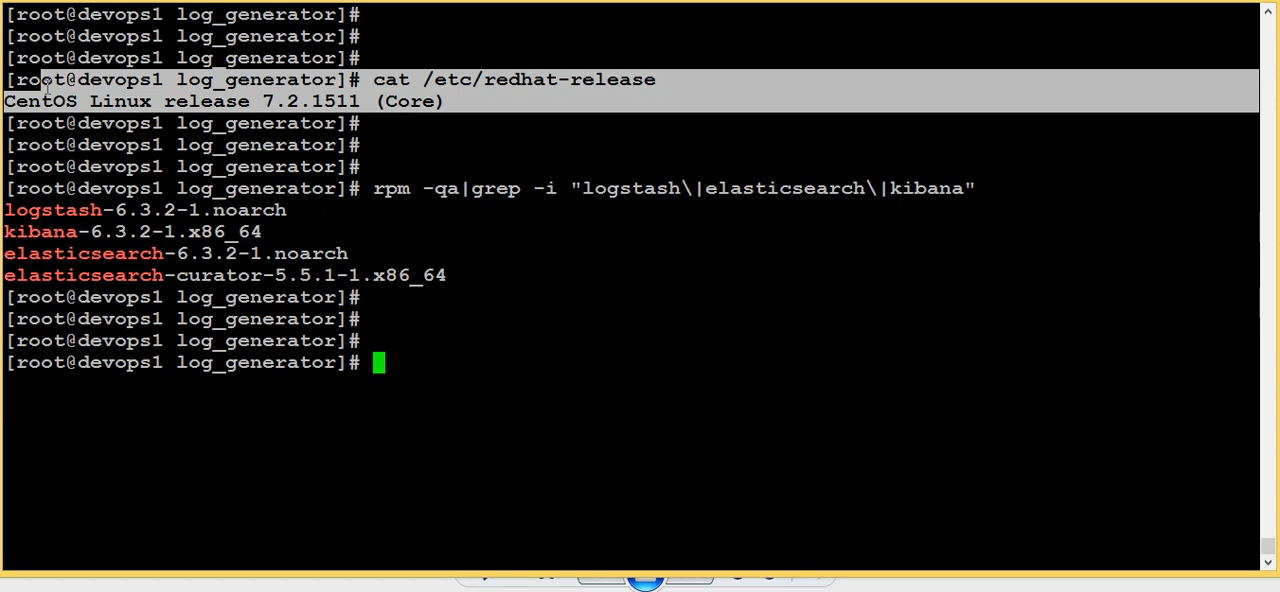 [root@devops1 log_generator]#
[root@devops1 log_generator]#
[root@devops1 log_generator]#
[root@devops1 log_generator]# cat /etc/redhat-release
CentOS Linux release 7.2.1511 (Core)
[root@devops1 log_generator]#
[root@devops1 log_generator]#
[root@devops1 log_generator]#
[root@devops1 log_generator]# rpm -qa|grep -i "logstash\|elasticsearch\|kibana"
logstash-6.3.2-1.noarch
kibana-6.3.2-1.x86_64
elasticsearch-6.3.2-1.noarch
elasticsearch-curator-5.5.1-1.x86_64
[root@devops1 log_generator]#
[root@devops1 log_generator]#
[root@devops1 log_generator]#
[root@devops1 log_generator]#